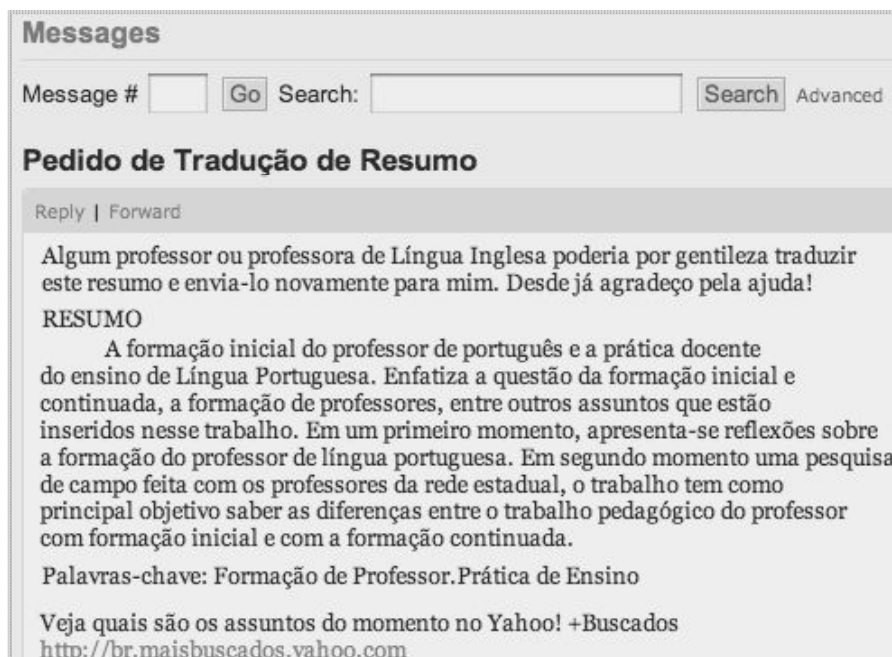 Messages
Message # Go Search: Search Advanced
Pedido de Tradução de Resumo
Reply | Forward
Algum professor ou professora de Língua Inglesa poderia por gentileza traduzir
este resumo e envia-lo novamente para mim. Desde já agradeço pela ajuda!
RESUMO
A formação inicial do professor de português e a prática docente
do ensino de Língua Portuguesa. Enfatiza a questão da formação inicial e
continuada, a formação de professores, entre outros assuntos que estão
inseridos nesse trabalho. Em um primeiro momento, apresenta-se reflexões sobre
a formação do professor de língua portuguesa. Em segundo momento uma pesquisa
de campo feita com os professores da rede estadual, o trabalho tem como
principal objetivo saber as diferenças entre o trabalho pedagógico do professor
com formação inicial e com a formação continuada.
Palavras-chave: Formação de Professor.Prática de Ensino
Veja quais são os assuntos do momento no Yahoo! +Buscados
http://br.maisbuscados.yahoo.com